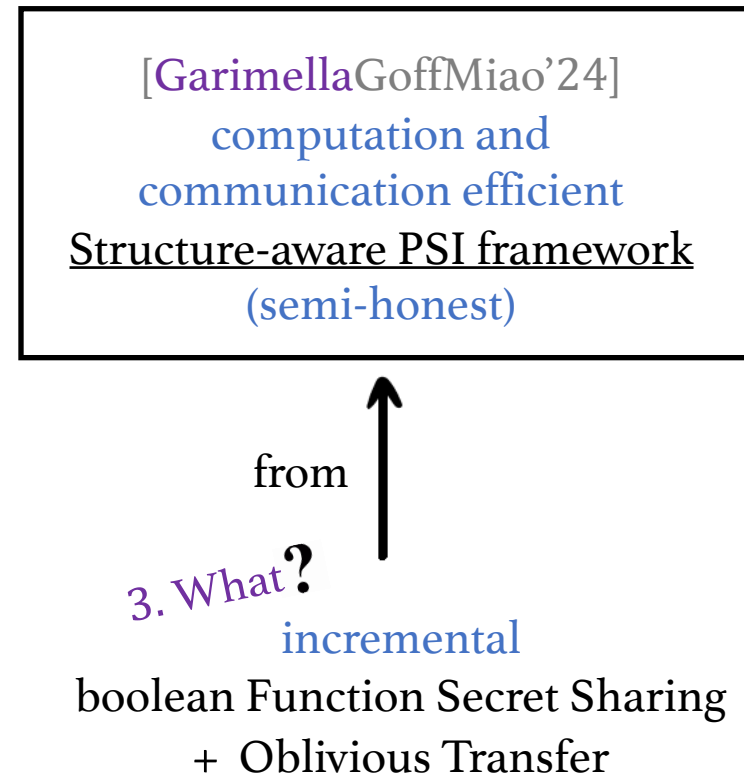 [GarimellaGoffMiao’24]
computation and
communication efficient
Structure-aware PSI framework
(semi-honest)
from
3. What?
incremental
boolean Function Secret Sharing
+ Oblivious Transfer